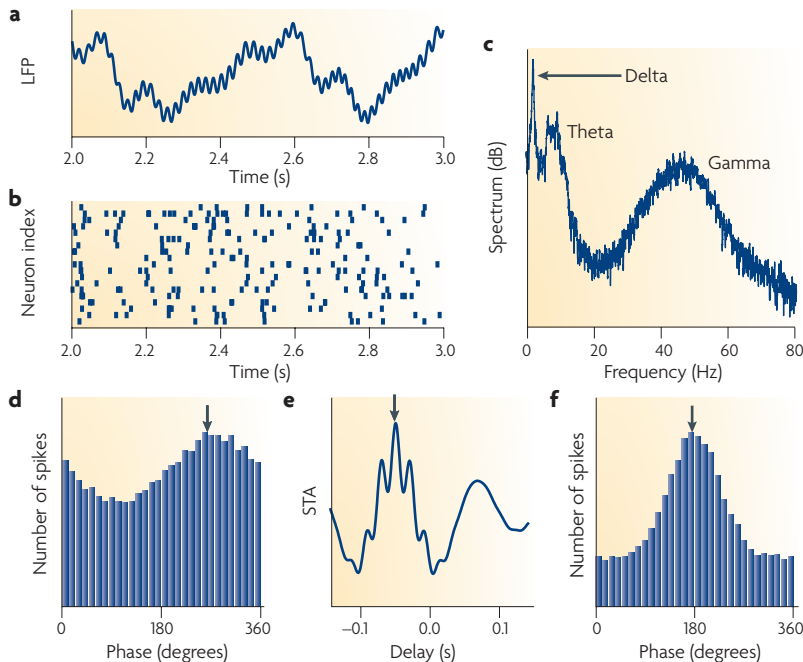 a
LFP
2.0 2.2 2.4 2.6 2.8 3.0
Time (s)
b
Neuron index
2.0 2.2 2.4 2.6 2.8 3.0
Time (s)
c
Spectrum (dB)
Delta
Theta
Gamma
0 20 40 60 80
Frequency (Hz)
d
Number of spikes
0 180 360
Phase (degrees)
e
STA
–0.1 0.0 0.1
Delay (s)
f
Number of spikes
0 180 360
Phase (degrees)